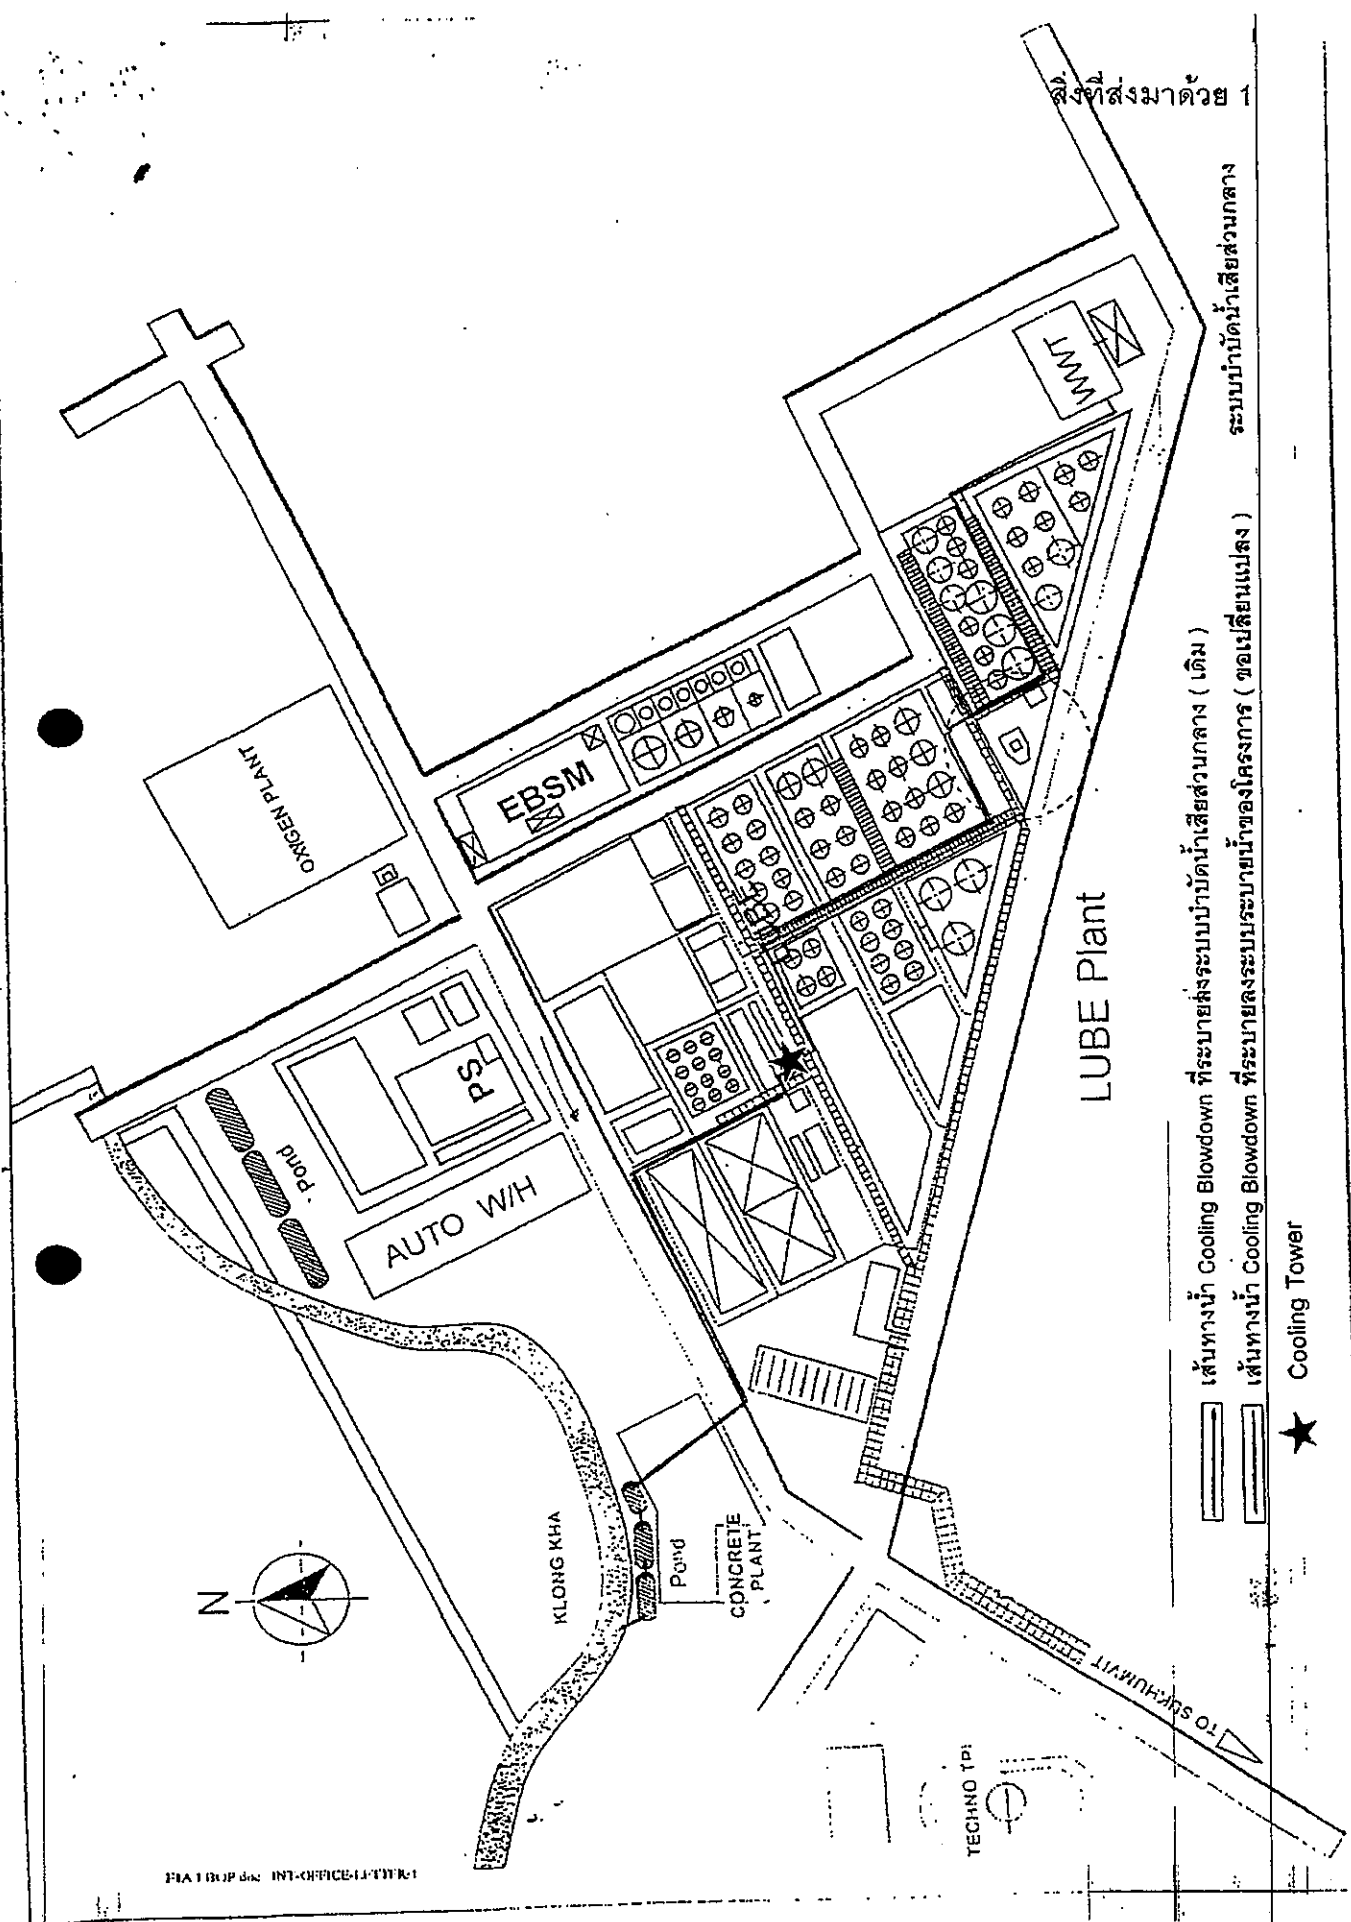 สิ่งที่ส่งมาด้วย 1
ระบบบำบัดน้ำเสียส่วนกลาง
WWT
OXYGEN PLANT
EBSM
PS
Pond
AUTO W/H
LUBE Plant
N
KLONG KHA
Pond
CONCRETE
PLANT
TO SUKHUMVIT
TECHNO TPI
เส้นทางน้ำ Cooling Blowdown ที่ระบายส่งระบบบำบัดน้ำเสียส่วนกลาง ( เดิม )
เส้นทางน้ำ Cooling Blowdown ที่ระบายลงระบบระบายน้ำของโครงการ ( ขอเปลี่ยนแปลง )
Cooling Tower